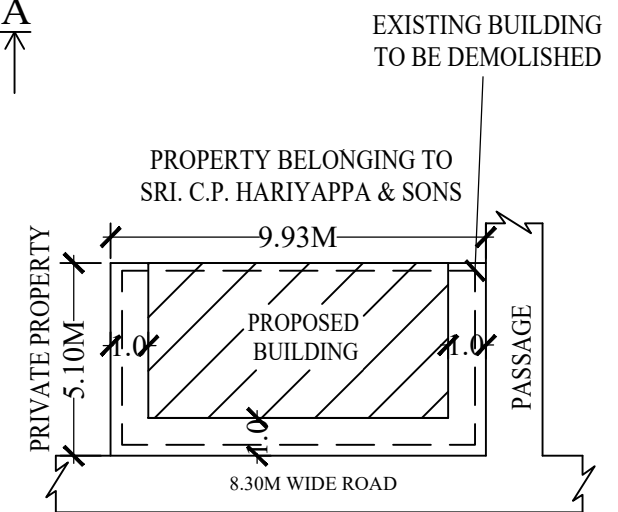 A
EXISTING BUILDING
TO BE DEMOLISHED
PROPERTY BELONGING TO
SRI. C.P. HARIYAPPA & SONS
9.93M
PRIVATE PROPERTY
5.10M
1.0
PROPOSED
BUILDING
1.0
PASSAGE
1.0
8.30M WIDE ROAD